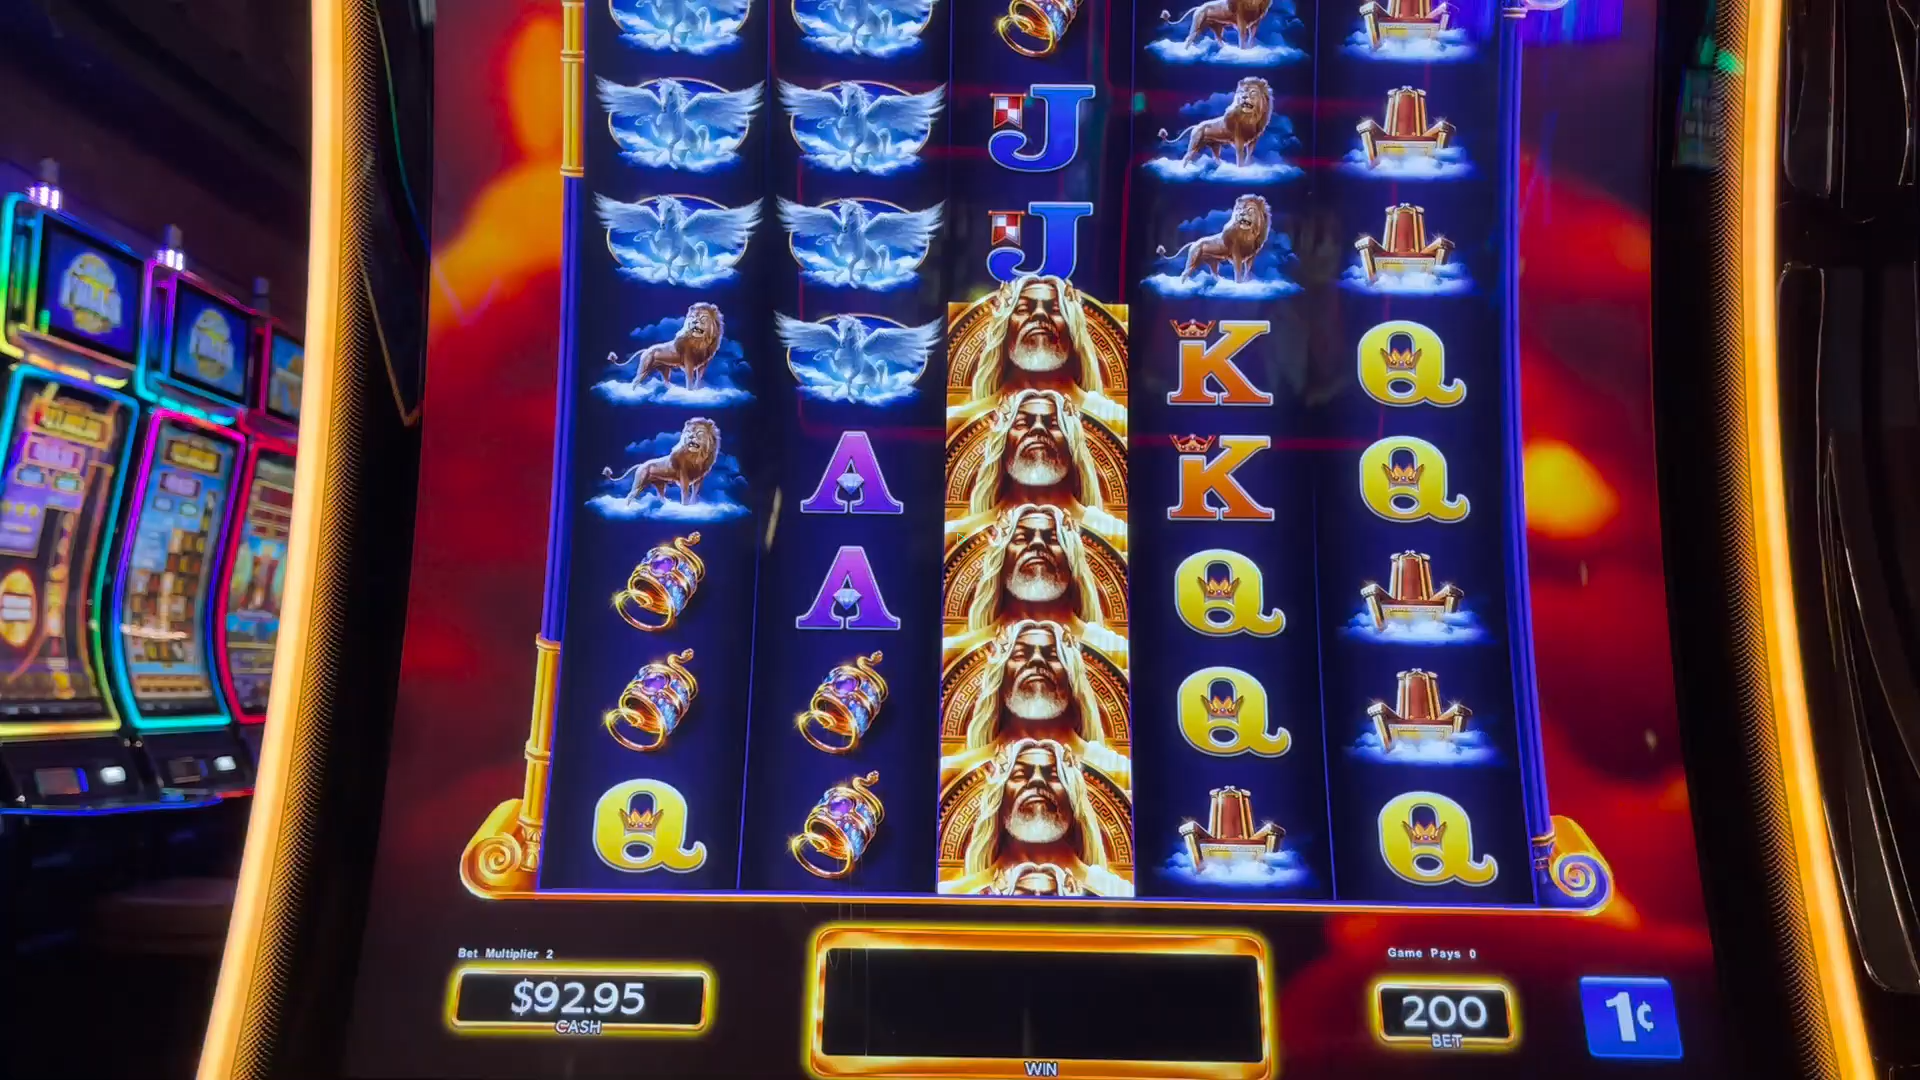 J
J
K
Q
A
K
Q
A
Q
Q
Q
Q
Bet Multiplier 2
Game Pays 0
$92.95
CASH
200
BET
1¢
WIN